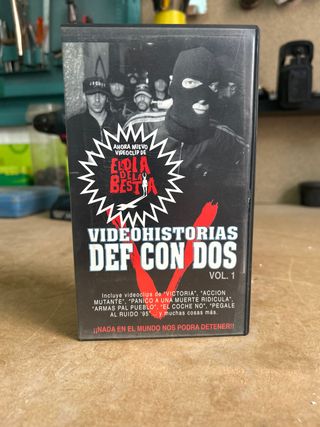 AHORA NUEVO
VIDEOCLIP DE
EL DIA
DE LA
BESTIA
VIDEOHISTORIAS
DEF CON DOS
VOL. 1
Incluye videoclips de "VICTORIA", "ACCION
MUTANTE", "PANICO A UNA MUERTE RIDICULA",
"ARMAS PAL PUEBLO", "EL COCHE NO", "PEGALE
AL RUIDO '95" ... y muchas cosas más.
¡¡NADA EN EL MUNDO NOS PODRA DETENER!!